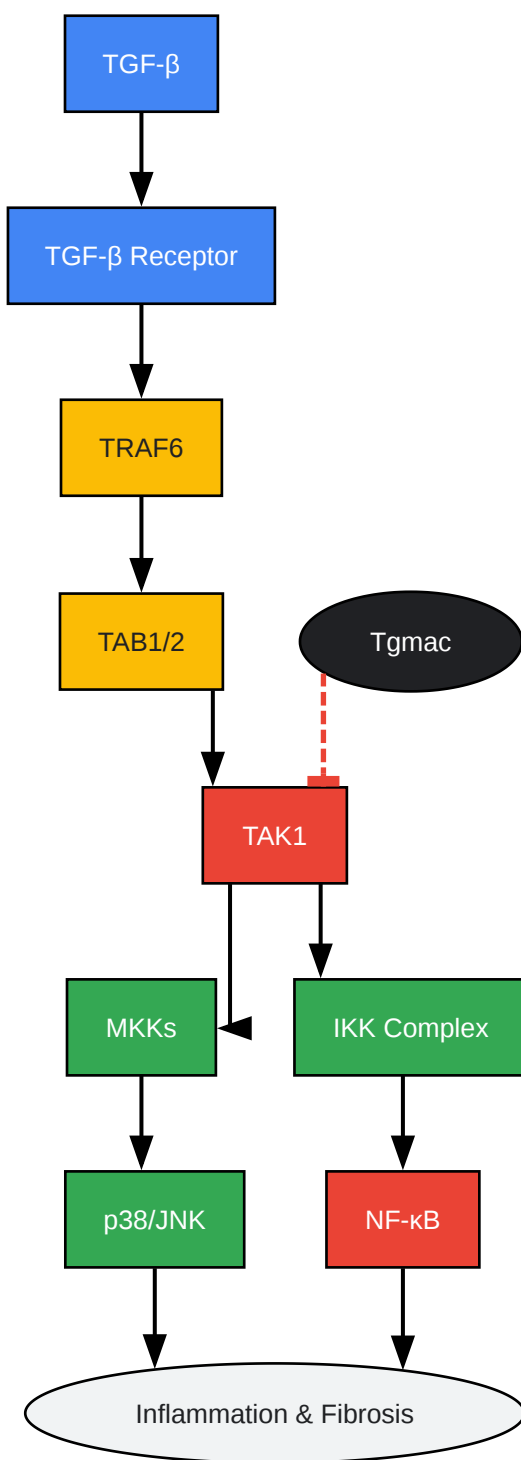 TGF-β
TGF-β Receptor
TRAF6
TAB1/2
Tgmac
TAK1
MKKs
IKK Complex
p38/JNK
NF-κB
Inflammation & Fibrosis